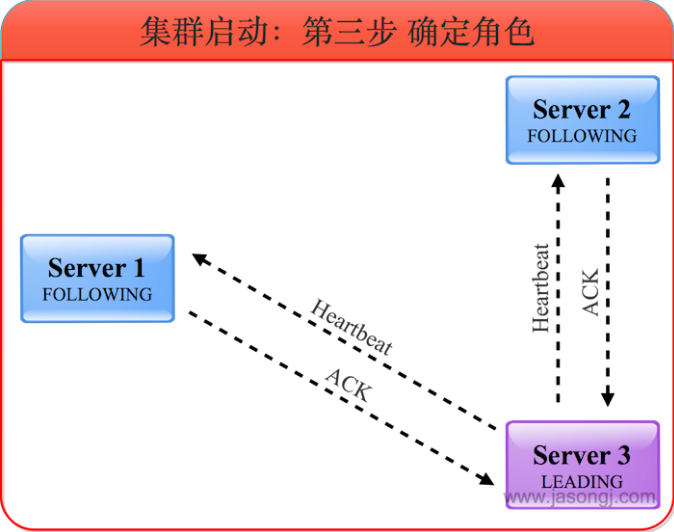 集群启动：第三步 确定角色
Server 2
FOLLOWING
Server 1
FOLLOWING
Heartbeat
ACK
Heartbeat
ACK
Server 3
LEADING
www.jasongj.com